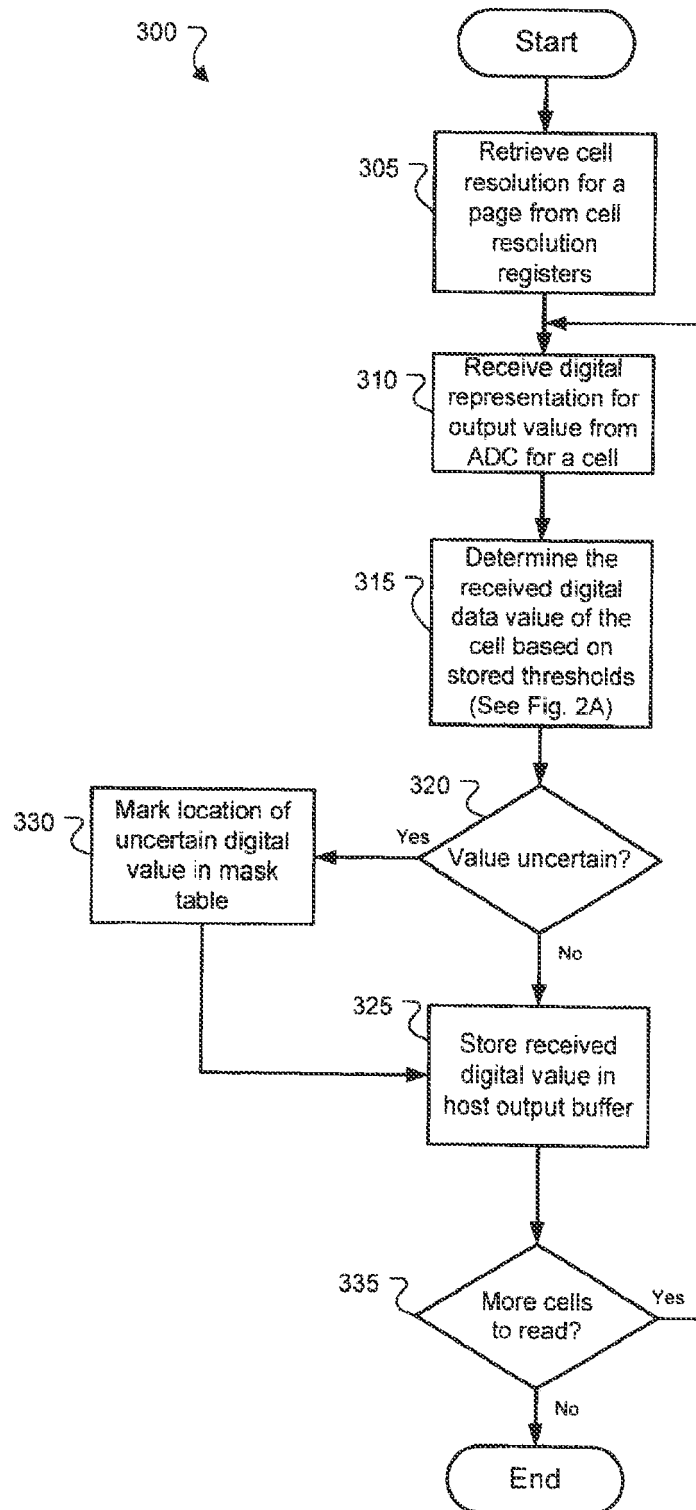 300
Start
305
Retrieve cell
resolution for a
page from cell
resolution
registers
310
Receive digital
representation for
output value from
ADC for a cell
315
Determine the
received digital
data value of the
cell based on
stored thresholds
(See Fig. 2A)
320
Value uncertain?
Yes
No
330
Mark location of
uncertain digital
value in mask
table
325
Store received
digital value in
host output buffer
335
More cells
to read?
Yes
No
End